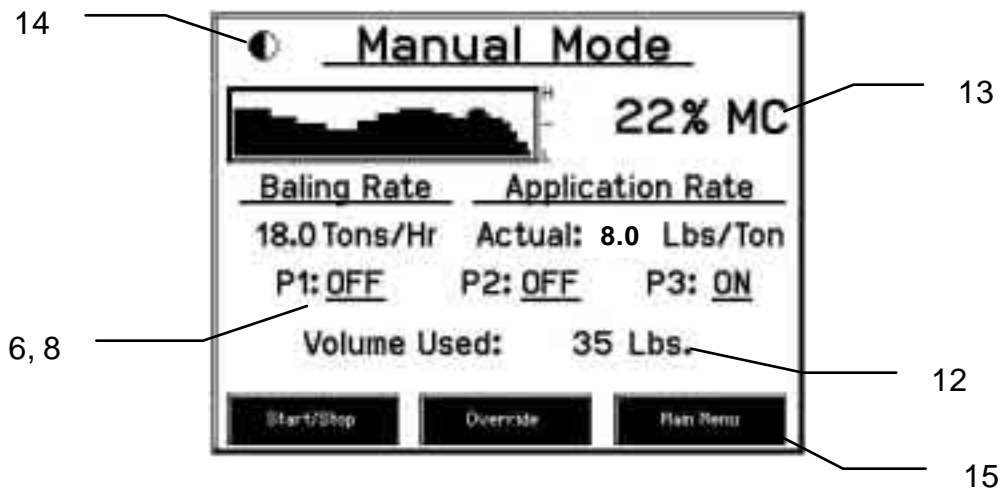 14
Manual Mode
H
22% MC
13
L
Baling Rate Application Rate
18.0 Tons/Hr Actual: 8.0 Lbs/Ton
P1: OFF P2: OFF P3: ON
6, 8
Volume Used: 35 Lbs.
12
Start/Stop Override Main Menu
15